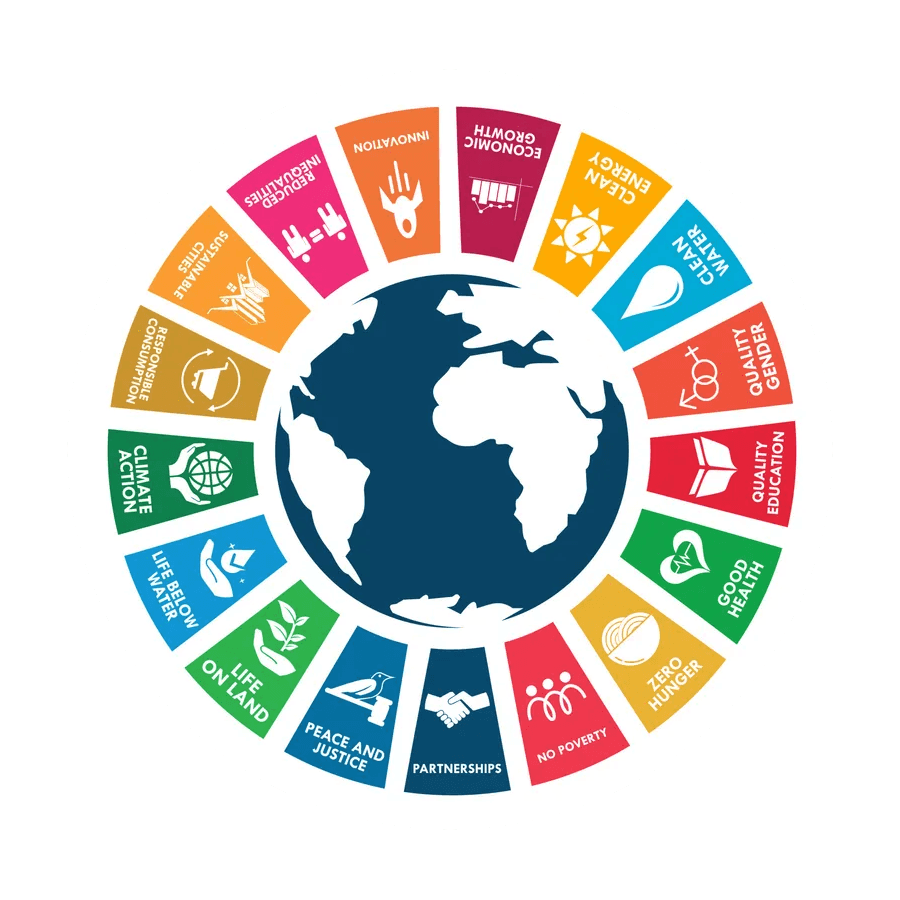 INNOVATION
ECONOMIC
GROWTH
CLEAN
ENERGY
CLEAN
WATER
QUALITY
GENDER
QUALITY
EDUCATION
GOOD
HEALTH
ZERO
HUNGER
NO POVERTY
PARTNERSHIPS
PEACE AND
JUSTICE
LIFE
ON LAND
LIFE BELOW
WATER
CLIMATE
ACTION
RESPONSIBLE
CONSUMPTION
SUSTAINABLE
CITIES
REDUCED
INEQUALITIES